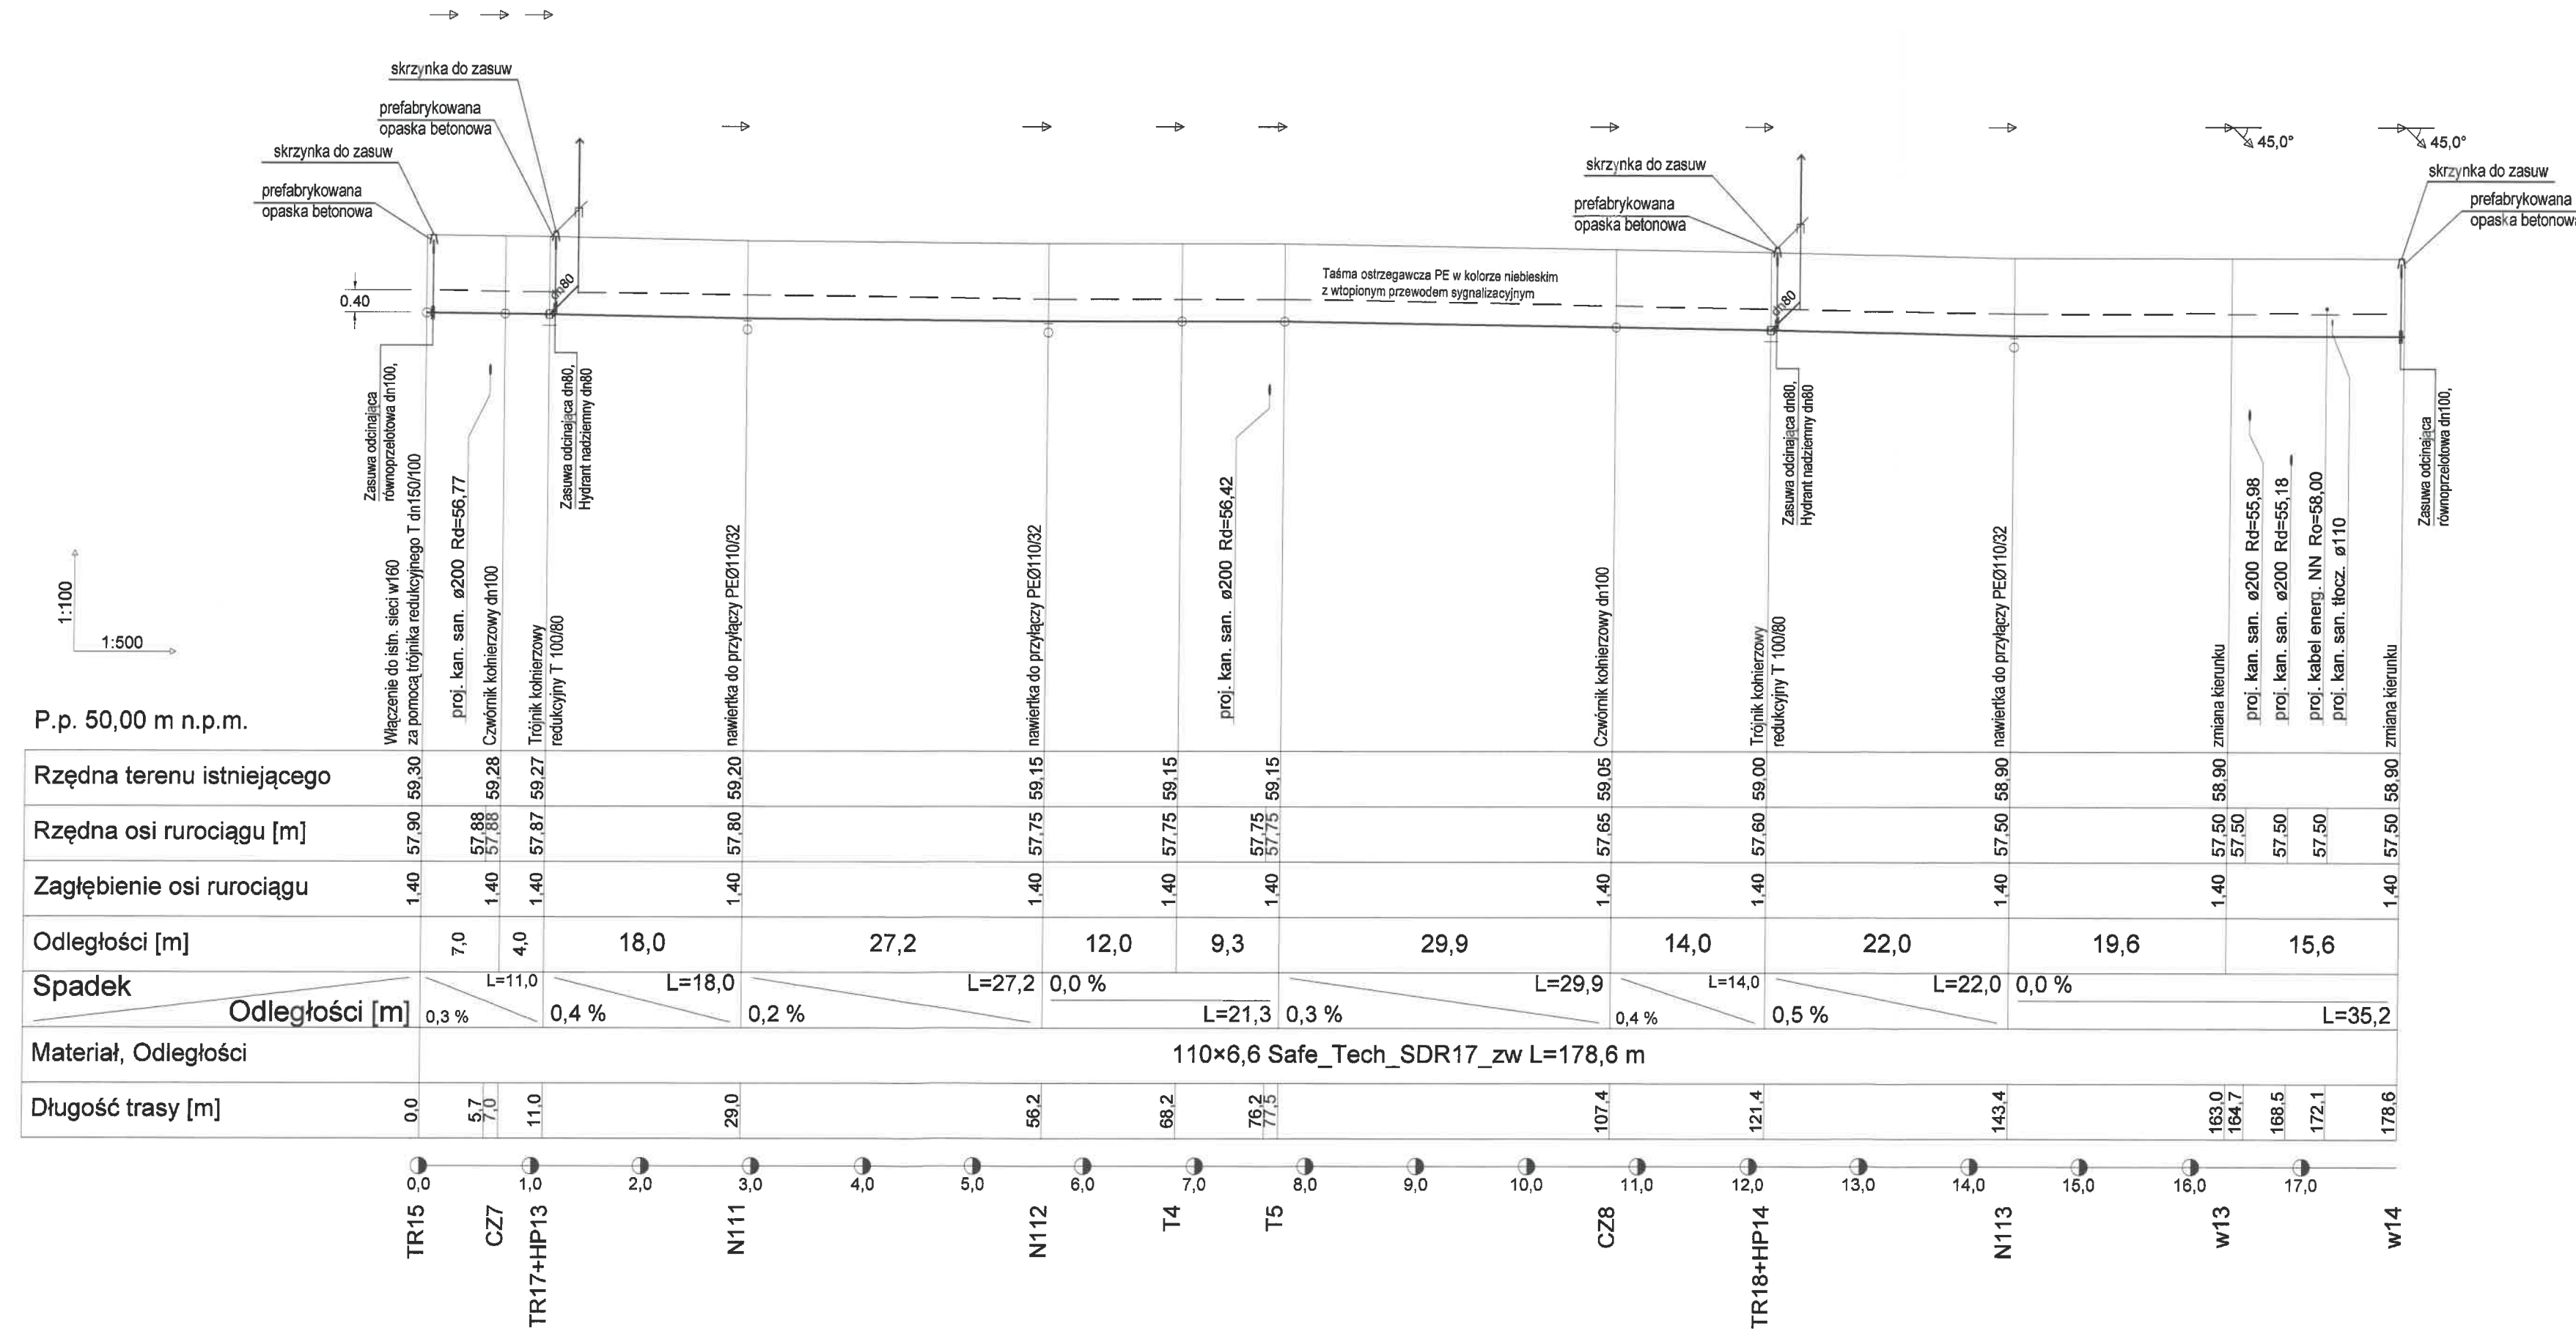 skrzynka do zasuw
prefabrykowana
opaska betonowa
skrzynka do zasuw
prefabrykowana
opaska betonowa
skrzynka do zasuw
prefabrykowana
opaska betonowa
45,0°
45,0°
skrzynka do zasuw
prefabrykowana
opaska betonowa
0.40
dn80
Taśma ostrzegawcza PE w kolorze niebieskim
z wtopionym przewodem sygnalizacyjnym
dn80
Zasuwa odcinająca
równoprzelotowa dn100,
Zasuwa odcinająca dn80,
Hydrant nadziemny dn80
Zasuwa odcinająca dn80,
Hydrant nadziemny dn80
Zasuwa odcinająca
równoprzelotowa dn100,
1:100
1:500
Włączenie do istn. sieci w160
za pomocą trójnika redukcyjnego T dn150/100
proj. kan. san. ø200 Rd=56,77
Czwórnik kołnierzowy dn100
Trójnik kołnierzowy
redukcyjny T 100/80
nawiertka do przyłączy PEØ110/32
nawiertka do przyłączy PEØ110/32
proj. kan. san. ø200 Rd=56,42
Czwórnik kołnierzowy dn100
Trójnik kołnierzowy
redukcyjny T 100/80
nawiertka do przyłączy PEØ110/32
zmiana kierunku
proj. kan. san. ø200 Rd=55,98
proj. kan. san. ø200 Rd=55,18
proj. kabel energ. NN Ro=58,00
proj. kan. san. tłocz. ø110
zmiana kierunku
P.p. 50,00 m n.p.m.
Rzędna terenu istniejącego 59,30 59,28 59,27 59,20 59,15 59,15 59,15 59,05 59,00 58,90 58,90 58,90
Rzędna osi rurociągu [m] 57,90 57,88 57,88 57,87 57,80 57,75 57,75 57,75 57,75 57,65 57,60 57,50 57,50 57,50 57,50 57,50 57,50
Zagłębienie osi rurociągu 1,40 1,40 1,40 1,40 1,40 1,40 1,40 1,40 1,40 1,40 1,40 1,40
Odległości [m] 7,0 4,0 18,0 27,2 12,0 9,3 29,9 14,0 22,0 19,6 15,6
Spadek L=11,0 L=18,0 L=27,2 0,0 % L=29,9 L=14,0 L=22,0 0,0 %
Odległości [m] 0,3 % 0,4 % 0,2 % L=21,3 0,3 % 0,4 % 0,5 % L=35,2
Materiał, Odległości 110×6,6 Safe_Tech_SDR17_zw L=178,6 m
Długość trasy [m] 0,0 5,7 7,0 11,0 29,0 56,2 68,2 76,2 77,5 107,4 121,4 143,4 163,0 164,7 168,5 172,1 178,6
0,0 1,0 2,0 3,0 4,0 5,0 6,0 7,0 8,0 9,0 10,0 11,0 12,0 13,0 14,0 15,0 16,0 17,0
TR15 CZ7 TR17+HP13 N111 N112 T4 T5 CZ8 TR18+HP14 N113 w13 w14